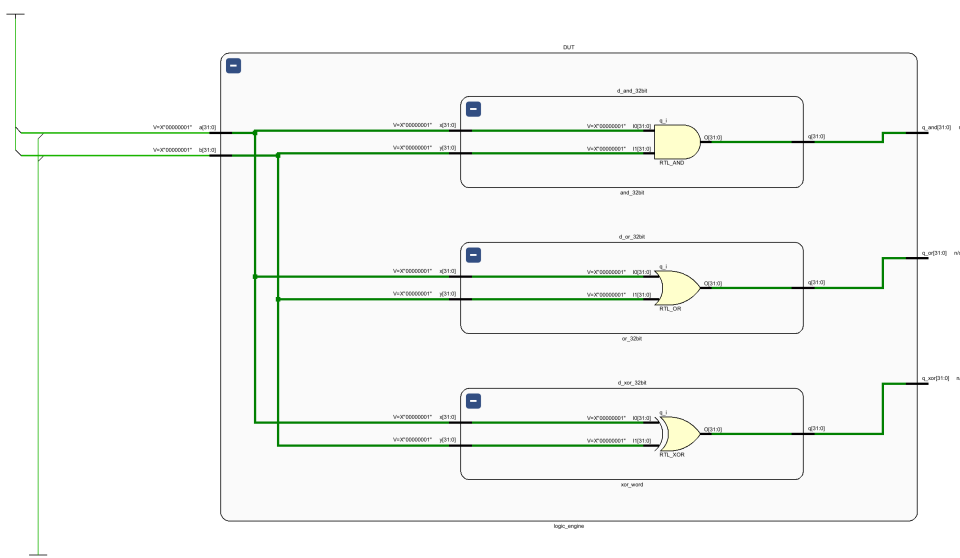 DUT
d_and_32bit
V=X"00000001" a[31:0]
V=X"00000001" x[31:0]
V=X"00000001" I0[31:0]
q_i
O[31:0]
q[31:0]
q_and[31:0]
V=X"00000001" b[31:0]
V=X"00000001" y[31:0]
V=X"00000001" I1[31:0]
RTL_AND
and_32bit
d_or_32bit
V=X"00000001" x[31:0]
V=X"00000001" I0[31:0]
q_i
O[31:0]
q[31:0]
q_or[31:0] n/
V=X"00000001" y[31:0]
V=X"00000001" I1[31:0]
RTL_OR
or_32bit
d_xor_32bit
q_xor[31:0]
V=X"00000001" x[31:0]
V=X"00000001" I0[31:0]
q_i
O[31:0]
q[31:0]
V=X"00000001" y[31:0]
V=X"00000001" I1[31:0]
RTL_XOR
xor_word
logic_engine